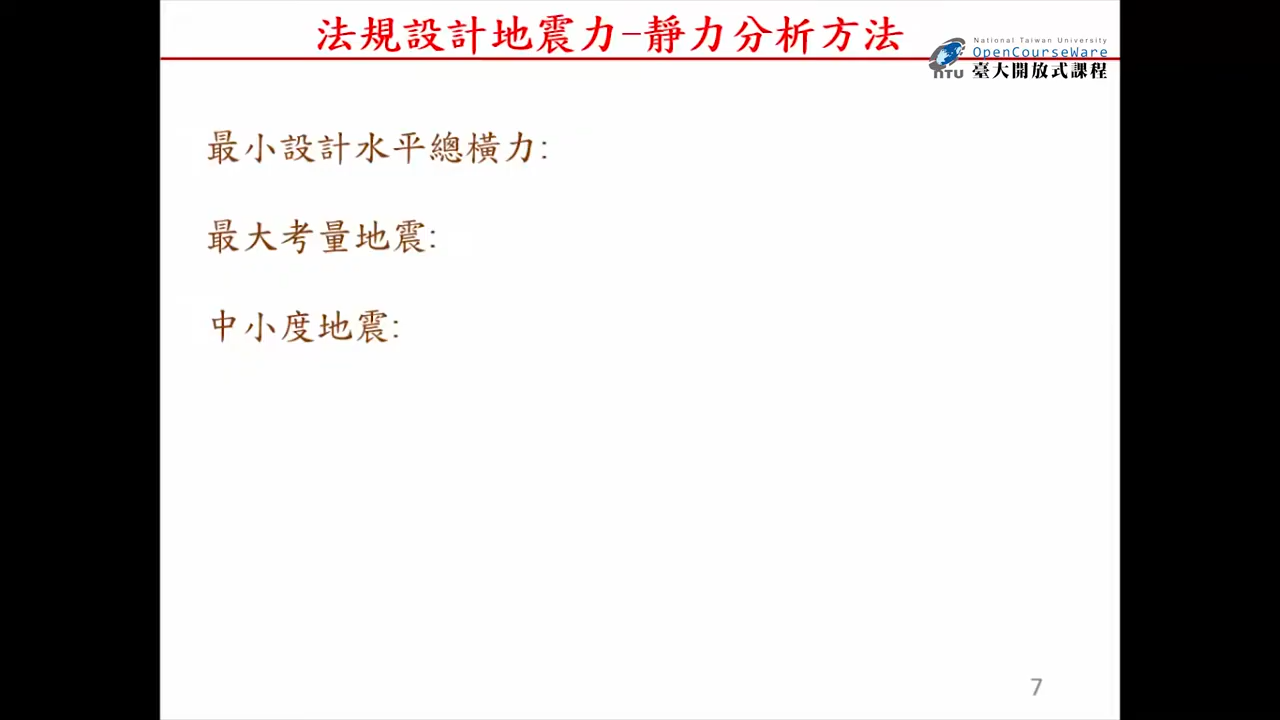 法規設計地震力-靜力分析方法
National Taiwan University
OpenCourseWare
NTU 臺大開放式課程
最小設計水平總橫力:
最大考量地震:
中小度地震:
7